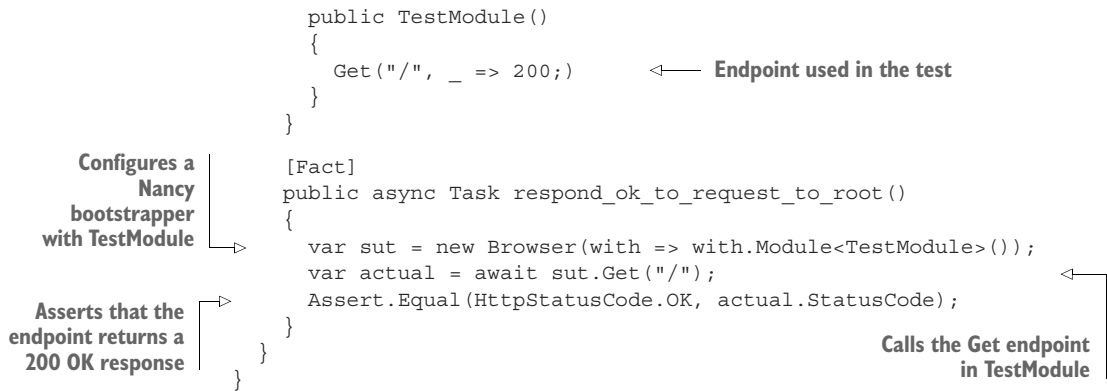 public TestModule()
{
Get("/", _ => 200;)
Endpoint used in the test
}
}
Configures a
Nancy
bootstrapper
with TestModule
[Fact]
public async Task respond_ok_to_request_to_root()
{
var sut = new Browser(with => with.Module<TestModule>());
var actual = await sut.Get("/");
Assert.Equal(HttpStatusCode.OK, actual.StatusCode);
}
}
}
Asserts that the
endpoint returns a
200 OK response
Calls the Get endpoint
in TestModule